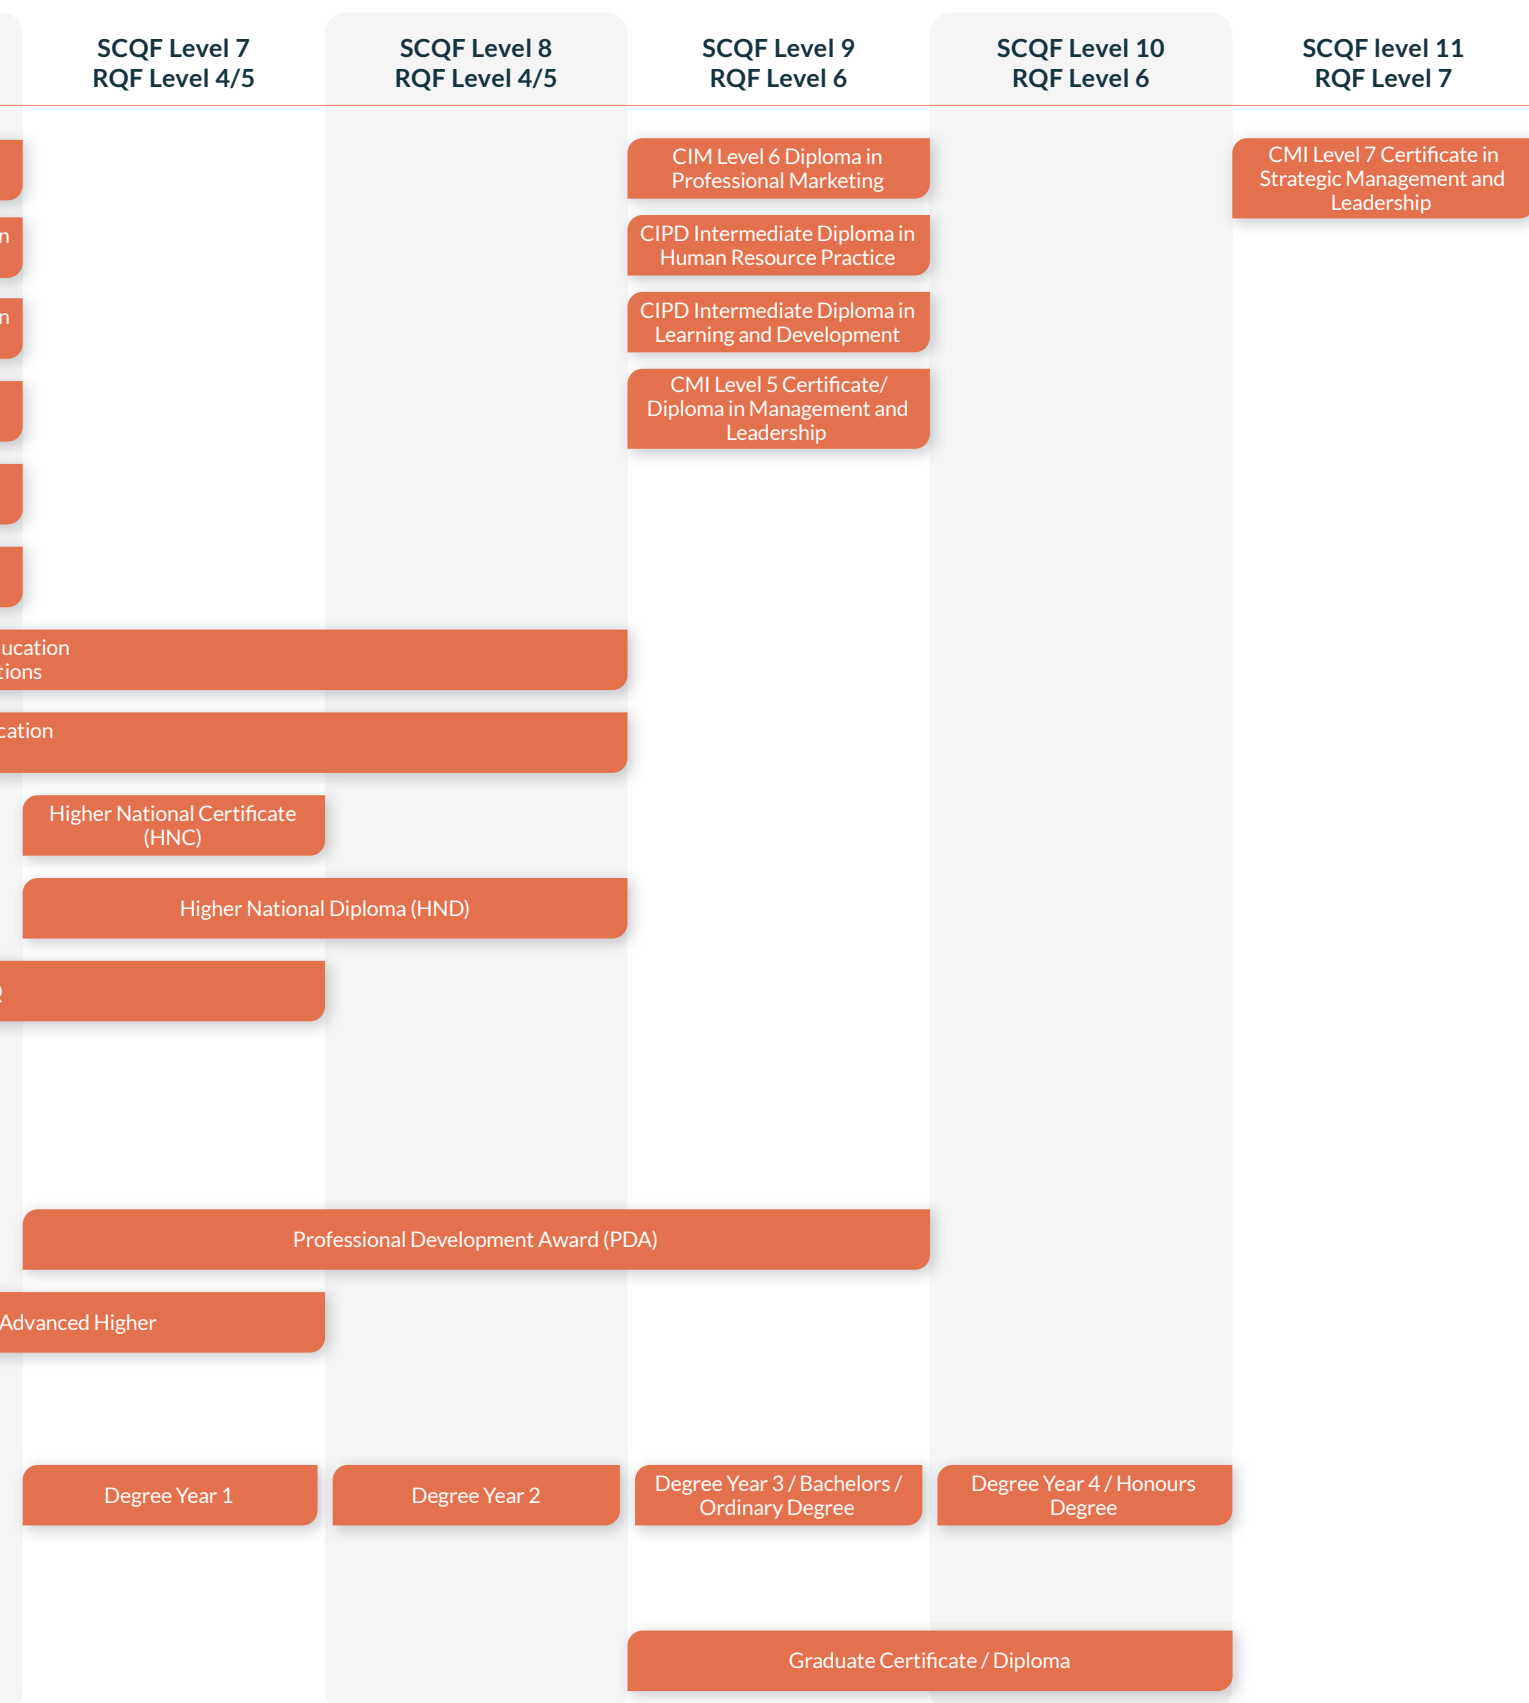 SCQF Level 7
RQF Level 4/5
SCQF Level 8
RQF Level 4/5
SCQF Level 9
RQF Level 6
SCQF Level 10
RQF Level 6
SCQF level 11
RQF Level 7
CIM Level 6 Diploma in
Professional Marketing
CMI Level 7 Certificate in
Strategic Management and
Leadership
n
CIPD Intermediate Diploma in
Human Resource Practice
n
CIPD Intermediate Diploma in
Learning and Development
CMI Level 5 Certificate/
Diploma in Management and
Leadership
ucation
tions
cation
Higher National Certificate
(HNC)
Higher National Diploma (HND)
Professional Development Award (PDA)
Advanced Higher
Degree Year 1
Degree Year 2
Degree Year 3 / Bachelors /
Ordinary Degree
Degree Year 4 / Honours
Degree
Graduate Certificate / Diploma